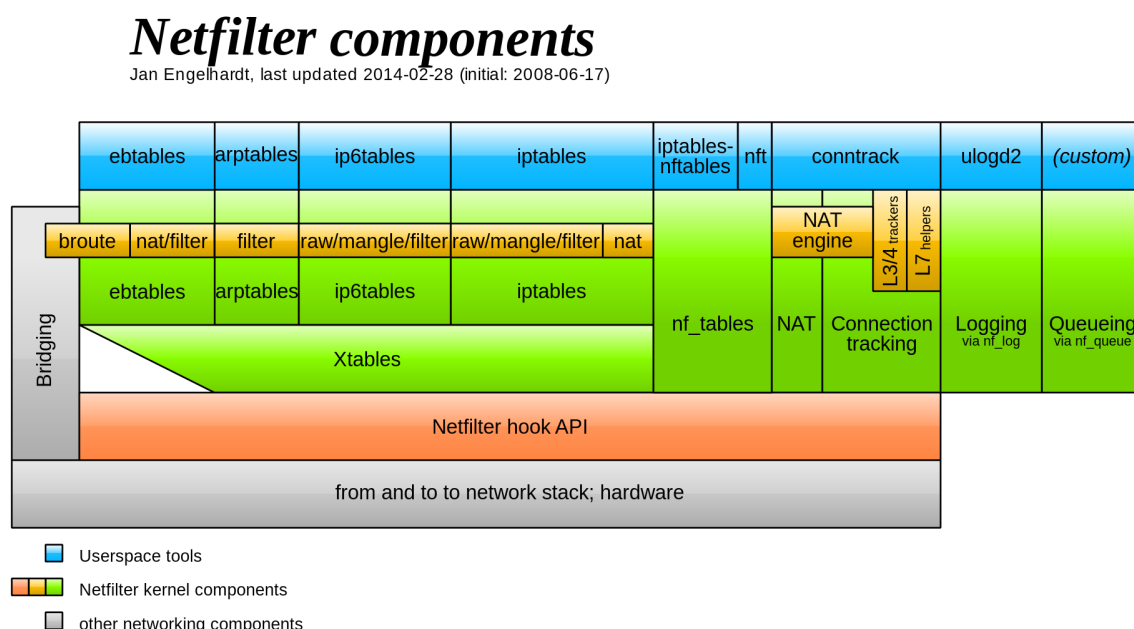 Netfilter components
Jan Engelhardt, last updated 2014-02-28 (initial: 2008-06-17)
ebtables
arptables
ip6tables
iptables
iptables-
nftables
nft
conntrack
ulogd2
(custom)
broute
nat/filter
filter
raw/mangle/filter
raw/mangle/filter
nat
NAT
engine
L3/4 trackers
L7 helpers
ebtables
arptables
ip6tables
iptables
nf_tables
NAT
Connection
tracking
Logging
via nf_log
Queueing
via nf_queue
Bridging
Xtables
Netfilter hook API
from and to to network stack; hardware
Userspace tools
Netfilter kernel components
other networking components